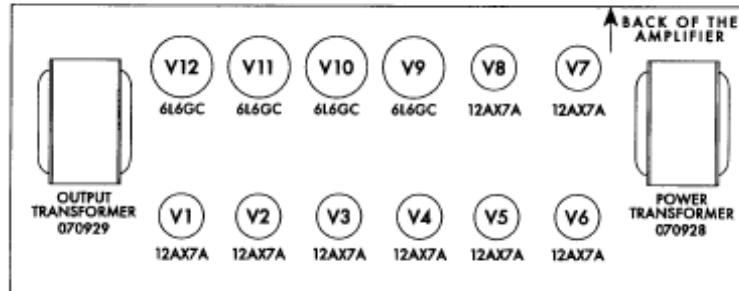 BACK OF THE
AMPLIFIER
V12 V11 V10 V9 V8 V7
6L6GC 6L6GC 6L6GC 6L6GC 12AX7A 12AX7A
OUTPUT
TRANSFORMER
070929
V1 V2 V3 V4 V5 V6
12AX7A 12AX7A 12AX7A 12AX7A 12AX7A 12AX7A
POWER
TRANSFORMER
070928